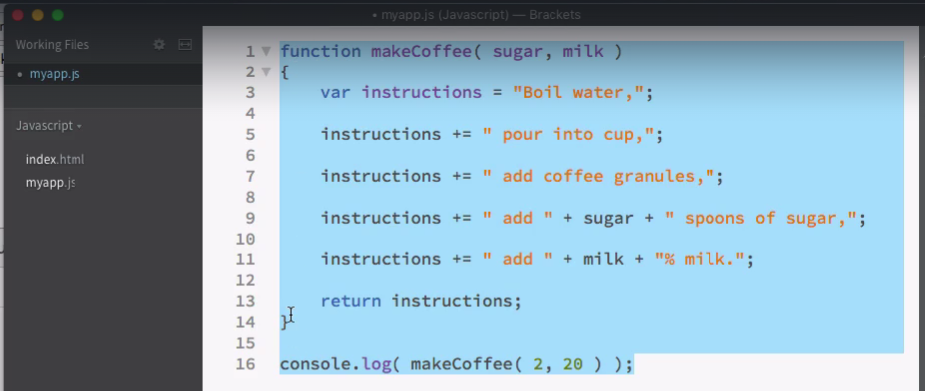 • myapp.js (Javascript) — Brackets
Working Files
• myapp.js
Javascript
index.html
myapp.js
1 function makeCoffee( sugar, milk )
2 {
3 var instructions = "Boil water,";
4
5 instructions += " pour into cup,";
6
7 instructions += " add coffee granules,";
8
9 instructions += " add " + sugar + " spoons of sugar,";
10
11 instructions += " add " + milk + "% milk.";
12
13 return instructions;
14 }
15
16 console.log( makeCoffee( 2, 20 ) );